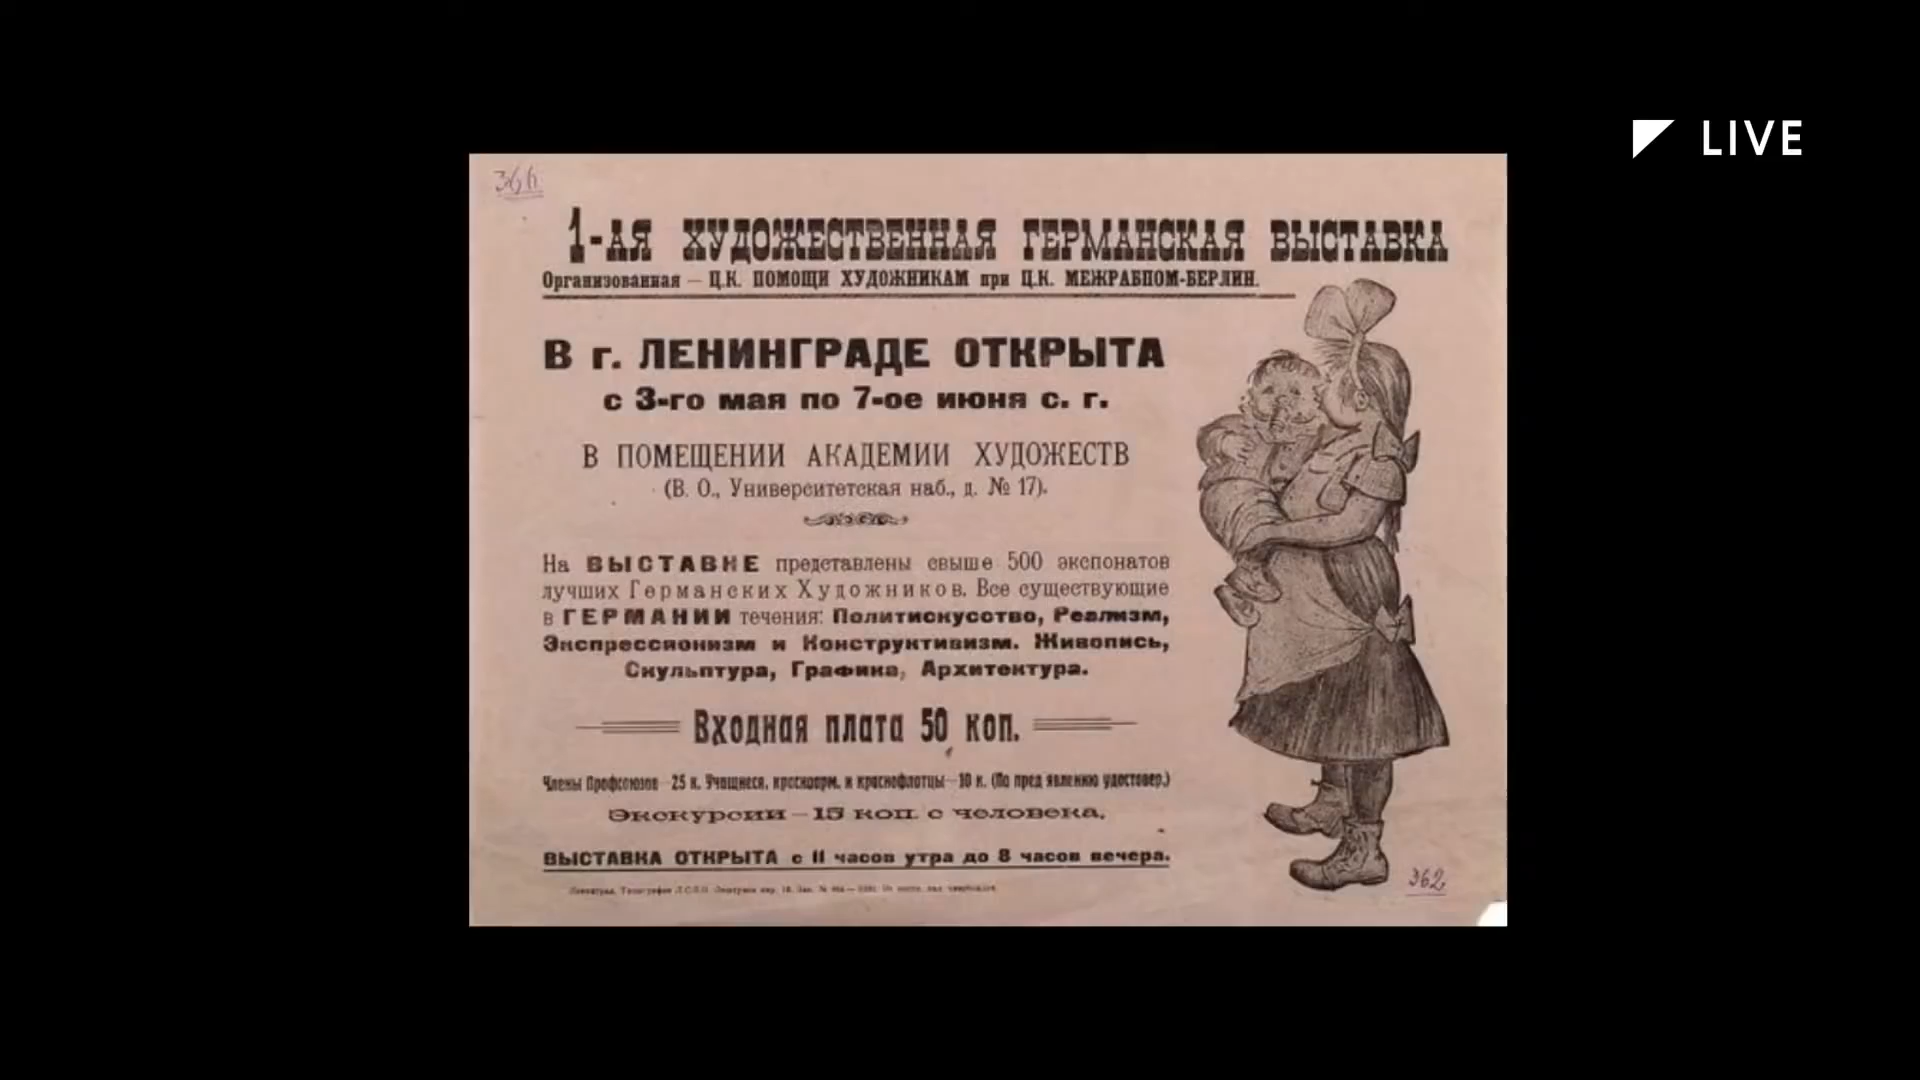 LIVE
366
1-АЯ ХУДОЖЕСТВЕННАЯ ГЕРМАНСКАЯ ВЫСТАВКА
Организованная — Ц.К. ПОМОЩИ ХУДОЖНИКАМ при Ц.К. МЕЖРАБПОМ-БЕРЛИН.
В г. ЛЕНИНГРАДЕ ОТКРЫТА
с 3-го мая по 7-ое июня с. г.
В ПОМЕЩЕНИИ АКАДЕМИИ ХУДОЖЕСТВ
(В. О., Университетская наб., д. № 17).
На ВЫСТАВКЕ представлены свыше 500 экспонатов
лучших Германских Художников. Все существующие
в ГЕРМАНИИ течения: Политискусство, Реализм,
Экспрессионизм и Конструктивизм. Живопись,
Скульптура, Графика, Архитектура.
Входная плата 50 коп.
Члены Профсоюзов—25 к. Учащиеся, красноарм. и краснофлотцы—10 к. (По пред'явлению удостовер.)
Экскурсии—15 коп. с человека.
ВЫСТАВКА ОТКРЫТА с 11 часов утра до 8 часов вечера.
362